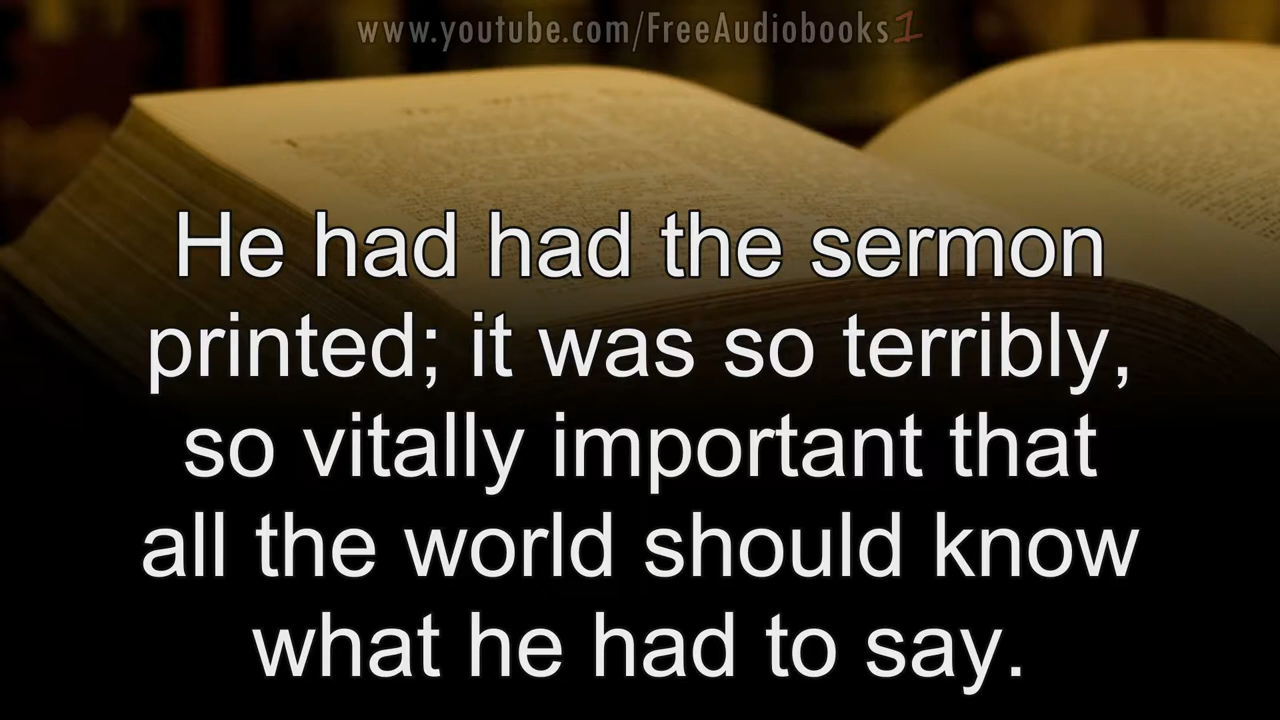 www.youtube.com/FreeAudiobooks1
He had had the sermon
printed; it was so terribly,
so vitally important that
all the world should know
what he had to say.